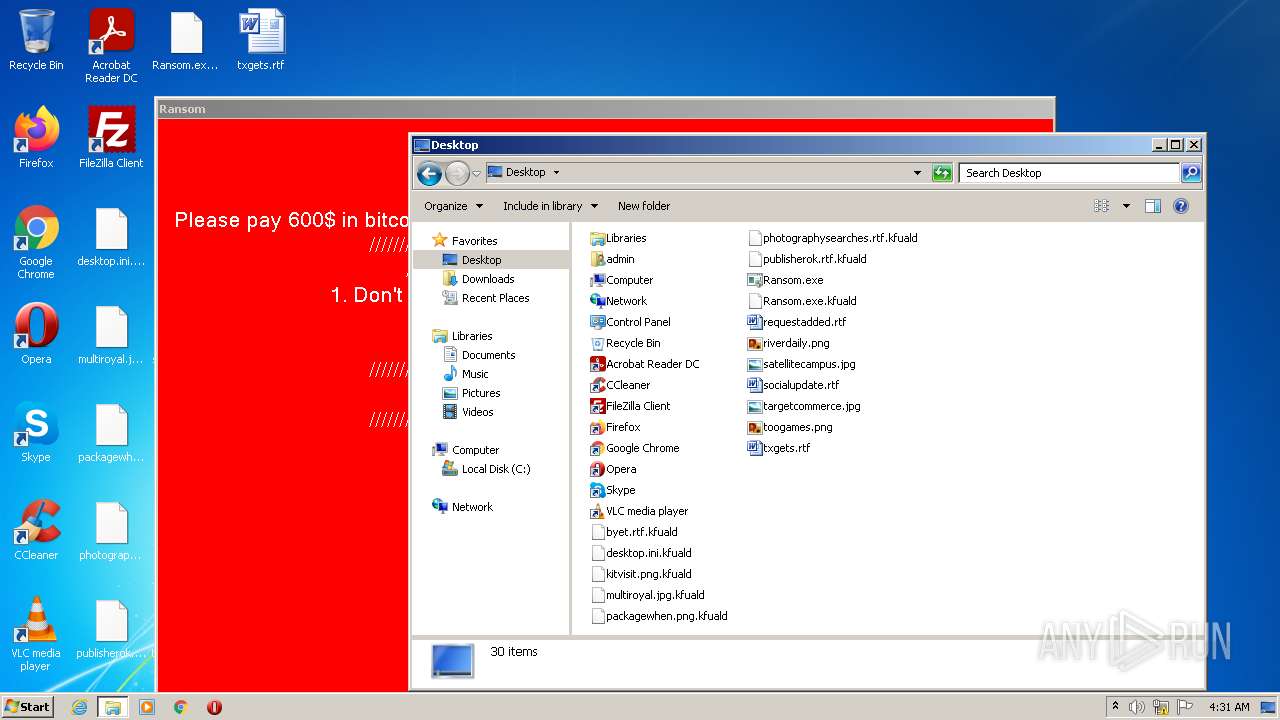 Recycle Bin
Acrobat
Reader DC
Ransom.ex...
txgets.rtf
Firefox
FileZilla Client
Google
Chrome
desktop.ini....
Opera
multiroyal.j...
Skype
packagewh...
CCleaner
photograp...
VLC media
player
publisherok....
Ransom
Please pay 600$ in bitco
///////
1. Don't
///////
///////
Desktop
Desktop
Search Desktop
Organize
Include in library
New folder
Favorites
Desktop
Downloads
Recent Places
Libraries
Documents
Music
Pictures
Videos
Computer
Local Disk (C:)
Network
Libraries
admin
Computer
Network
Control Panel
Recycle Bin
Acrobat Reader DC
CCleaner
FileZilla Client
Firefox
Google Chrome
Opera
Skype
VLC media player
byet.rtf.kfuald
desktop.ini.kfuald
kitvisit.png.kfuald
multiroyal.jpg.kfuald
packagewhen.png.kfuald
photographysearches.rtf.kfuald
publisherok.rtf.kfuald
Ransom.exe
Ransom.exe.kfuald
requestadded.rtf
riverdaily.png
satellitecampus.jpg
socialupdate.rtf
targetcommerce.jpg
toogames.png
txgets.rtf
30 items
ANY RUN
Start
4:31 AM